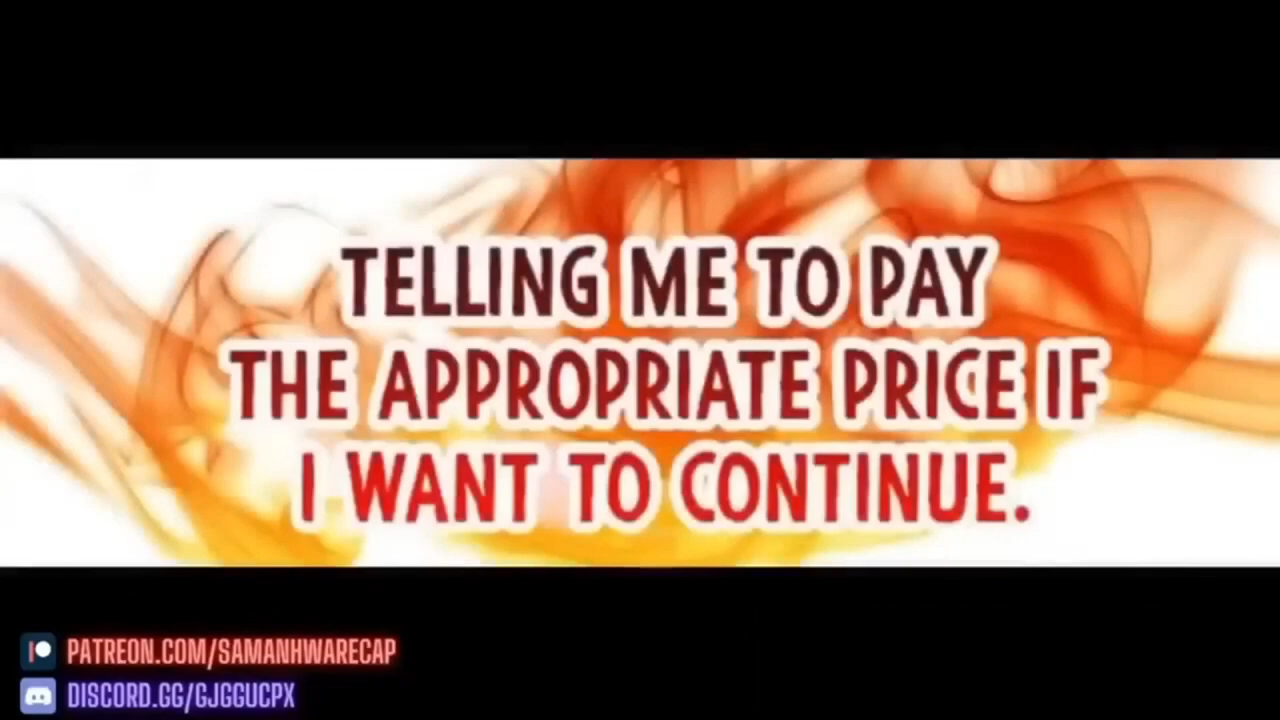 TELLING ME TO PAY
THE APPROPRIATE PRICE IF
I WANT TO CONTINUE.
PATREON.COM/SAMANHWARECAP
DISCORD.GG/GJGGUCPX